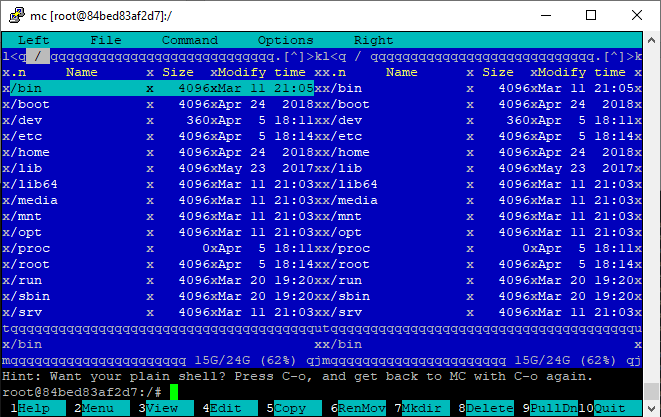 mc [root@84bed83af2d7]:/
Left File Command Options Right
l<q / qqqqqqqqqqqqqqqqqqqqqqqqqqqqq.[^]>kl<q / qqqqqqqqqqqqqqqqqqqqqqqqqqqqq.[^]>k
x.n Name x Size xModify time xx.n Name x Size xModify time x
x/bin x 4096xMar 11 21:05xx/bin x 4096xMar 11 21:05x
x/boot x 4096xApr 24 2018xx/boot x 4096xApr 24 2018x
x/dev x 360xApr 5 18:11xx/dev x 360xApr 5 18:11x
x/etc x 4096xApr 5 18:14xx/etc x 4096xApr 5 18:14x
x/home x 4096xApr 24 2018xx/home x 4096xApr 24 2018x
x/lib x 4096xMay 23 2017xx/lib x 4096xMay 23 2017x
x/lib64 x 4096xMar 11 21:03xx/lib64 x 4096xMar 11 21:03x
x/media x 4096xMar 11 21:03xx/media x 4096xMar 11 21:03x
x/mnt x 4096xMar 11 21:03xx/mnt x 4096xMar 11 21:03x
x/opt x 4096xMar 11 21:03xx/opt x 4096xMar 11 21:03x
x/proc x 0xApr 5 18:11xx/proc x 0xApr 5 18:11x
x/root x 4096xApr 5 18:14xx/root x 4096xApr 5 18:14x
x/run x 4096xMar 20 19:20xx/run x 4096xMar 20 19:20x
x/sbin x 4096xMar 20 19:20xx/sbin x 4096xMar 20 19:20x
x/srv x 4096xMar 11 21:03xx/srv x 4096xMar 11 21:03x
tqqqqqqqqqqqqqqqqqqqqqqqqqqqqqqqqqqqqqqutqqqqqqqqqqqqqqqqqqqqqqqqqqqqqqqqqqqqqqu
x/bin xx/bin x
mqqqqqqqqqqqqqqqqqqqqqq 15G/24G (62%) qjmqqqqqqqqqqqqqqqqqqqqqq 15G/24G (62%) qj
Hint: Want your plain shell? Press C-o, and get back to MC with C-o again.
root@84bed83af2d7:/#
1Help 2Menu 3View 4Edit 5Copy 6RenMov 7Mkdir 8Delete 9PullDn10Quit